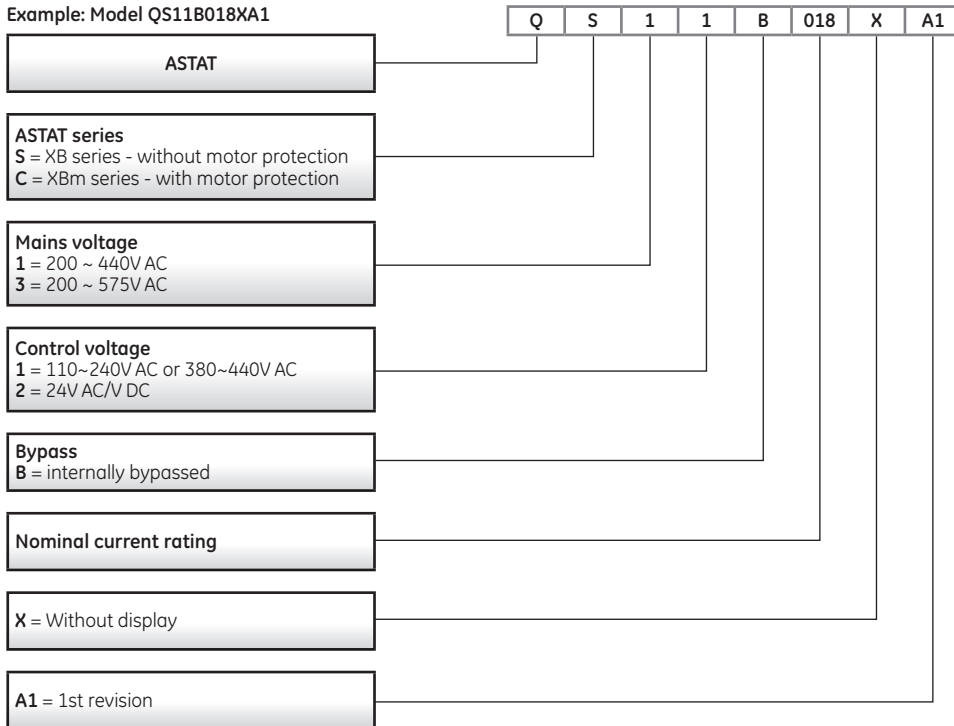 Example: Model QS11B018XA1
Q S 1 1 B 018 X A1
ASTAT
ASTAT series
S = XB series - without motor protection
C = XBm series - with motor protection
Mains voltage
1 = 200 ~ 440V AC
3 = 200 ~ 575V AC
Control voltage
1 = 110~240V AC or 380~440V AC
2 = 24V AC/V DC
Bypass
B = internally bypassed
Nominal current rating
X = Without display
A1 = 1st revision